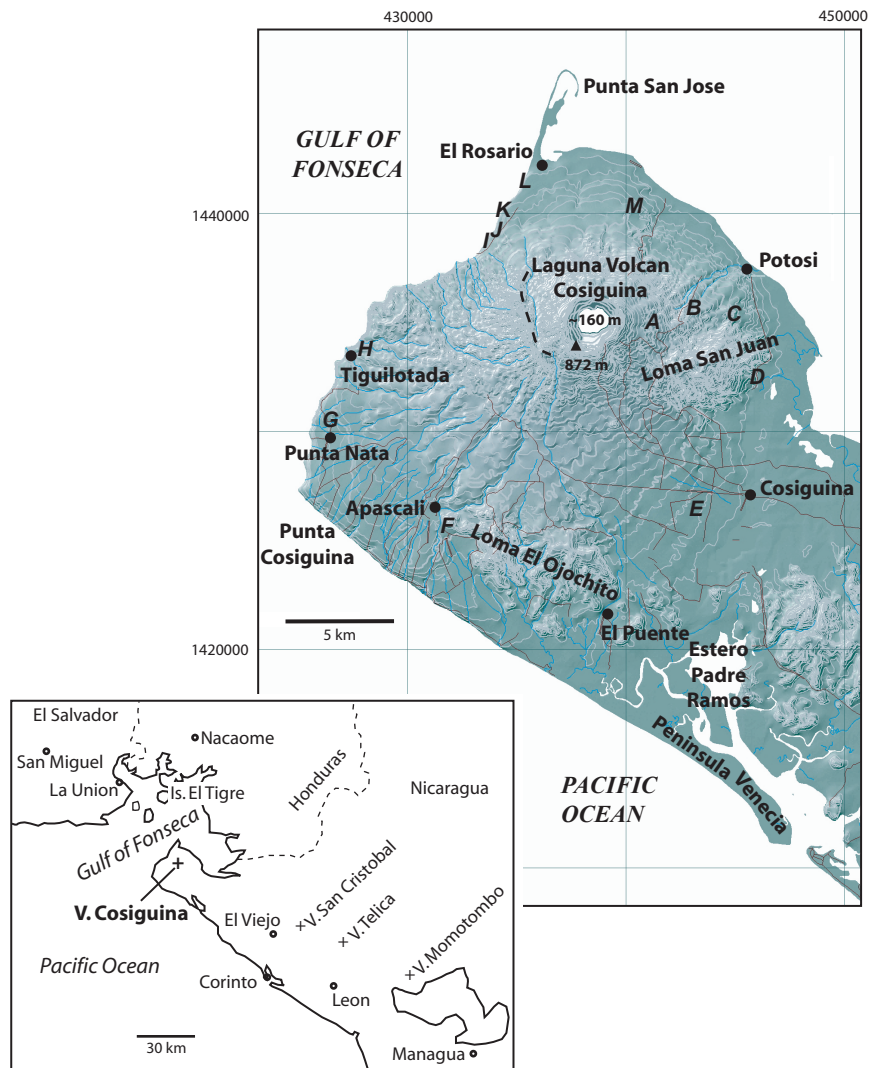 430000
450000
Punta San Jose
GULF OF
FONSECA
El Rosario
L
K
M
1440000
J
I
Potosi
Laguna Volcan
Cosiguina
B
C
A
~160 m
872 m
Loma San Juan
D
H
Tiguilotada
G
Punta Nata
Cosiguina
Apascali
E
F
Punta
Cosiguina
Loma El Ojochito
5 km
El Puente
1420000
Estero
Padre
Ramos
Peninsula Venecia
PACIFIC
OCEAN
El Salvador
Nacaome
San Miguel
La Union
Is. El Tigre
Honduras
Nicaragua
Gulf of Fonseca
V. Cosiguina
El Viejo
V.San Cristobal
V.Telica
V.Momotombo
Pacific Ocean
Corinto
Leon
30 km
Managua